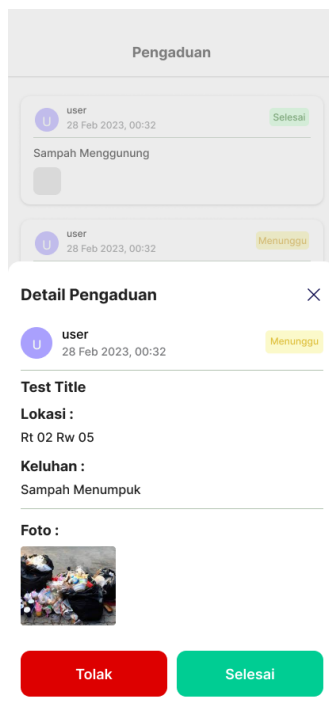 Pengaduan
U
user
28 Feb 2023, 00:32
Selesai
Sampah Menggunung
U
user
28 Feb 2023, 00:32
Menunggu
Detail Pengaduan
U
user
28 Feb 2023, 00:32
Menunggu
Test Title
Lokasi :
Rt 02 Rw 05
Keluhan :
Sampah Menumpuk
Foto :
Tolak
Selesai